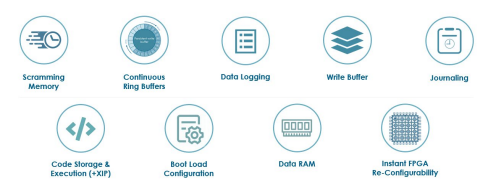 Scramming
Memory
Continuous
Ring Buffers
Data Logging
Write Buffer
Journaling
Code Storage &
Execution (+XIP)
Boot Load
Configuration
Data RAM
Instant FPGA
Re-Configurability